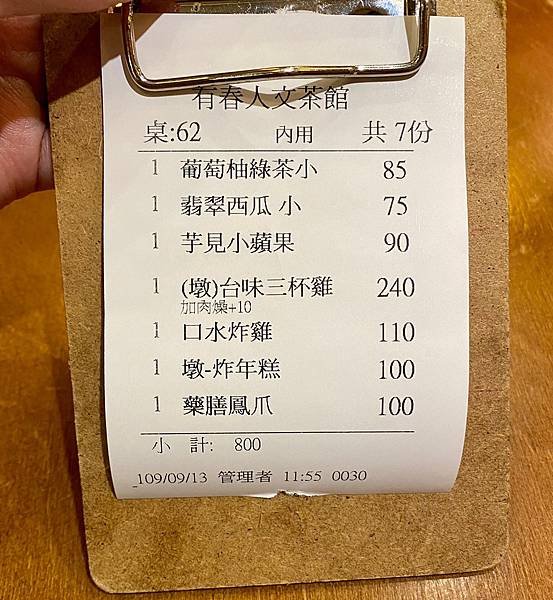 有春人文茶館
桌:62 內用 共 7份
1 葡萄柚綠茶小 85
1 翡翠西瓜 小 75
1 芋見小蘋果 90
1 (墩)台味三杯雞 240
加肉燥+10
1 口水炸雞 110
1 墩-炸年糕 100
1 藥膳鳳爪 100
小 計: 800
109/09/13 管理者 11:55 0030